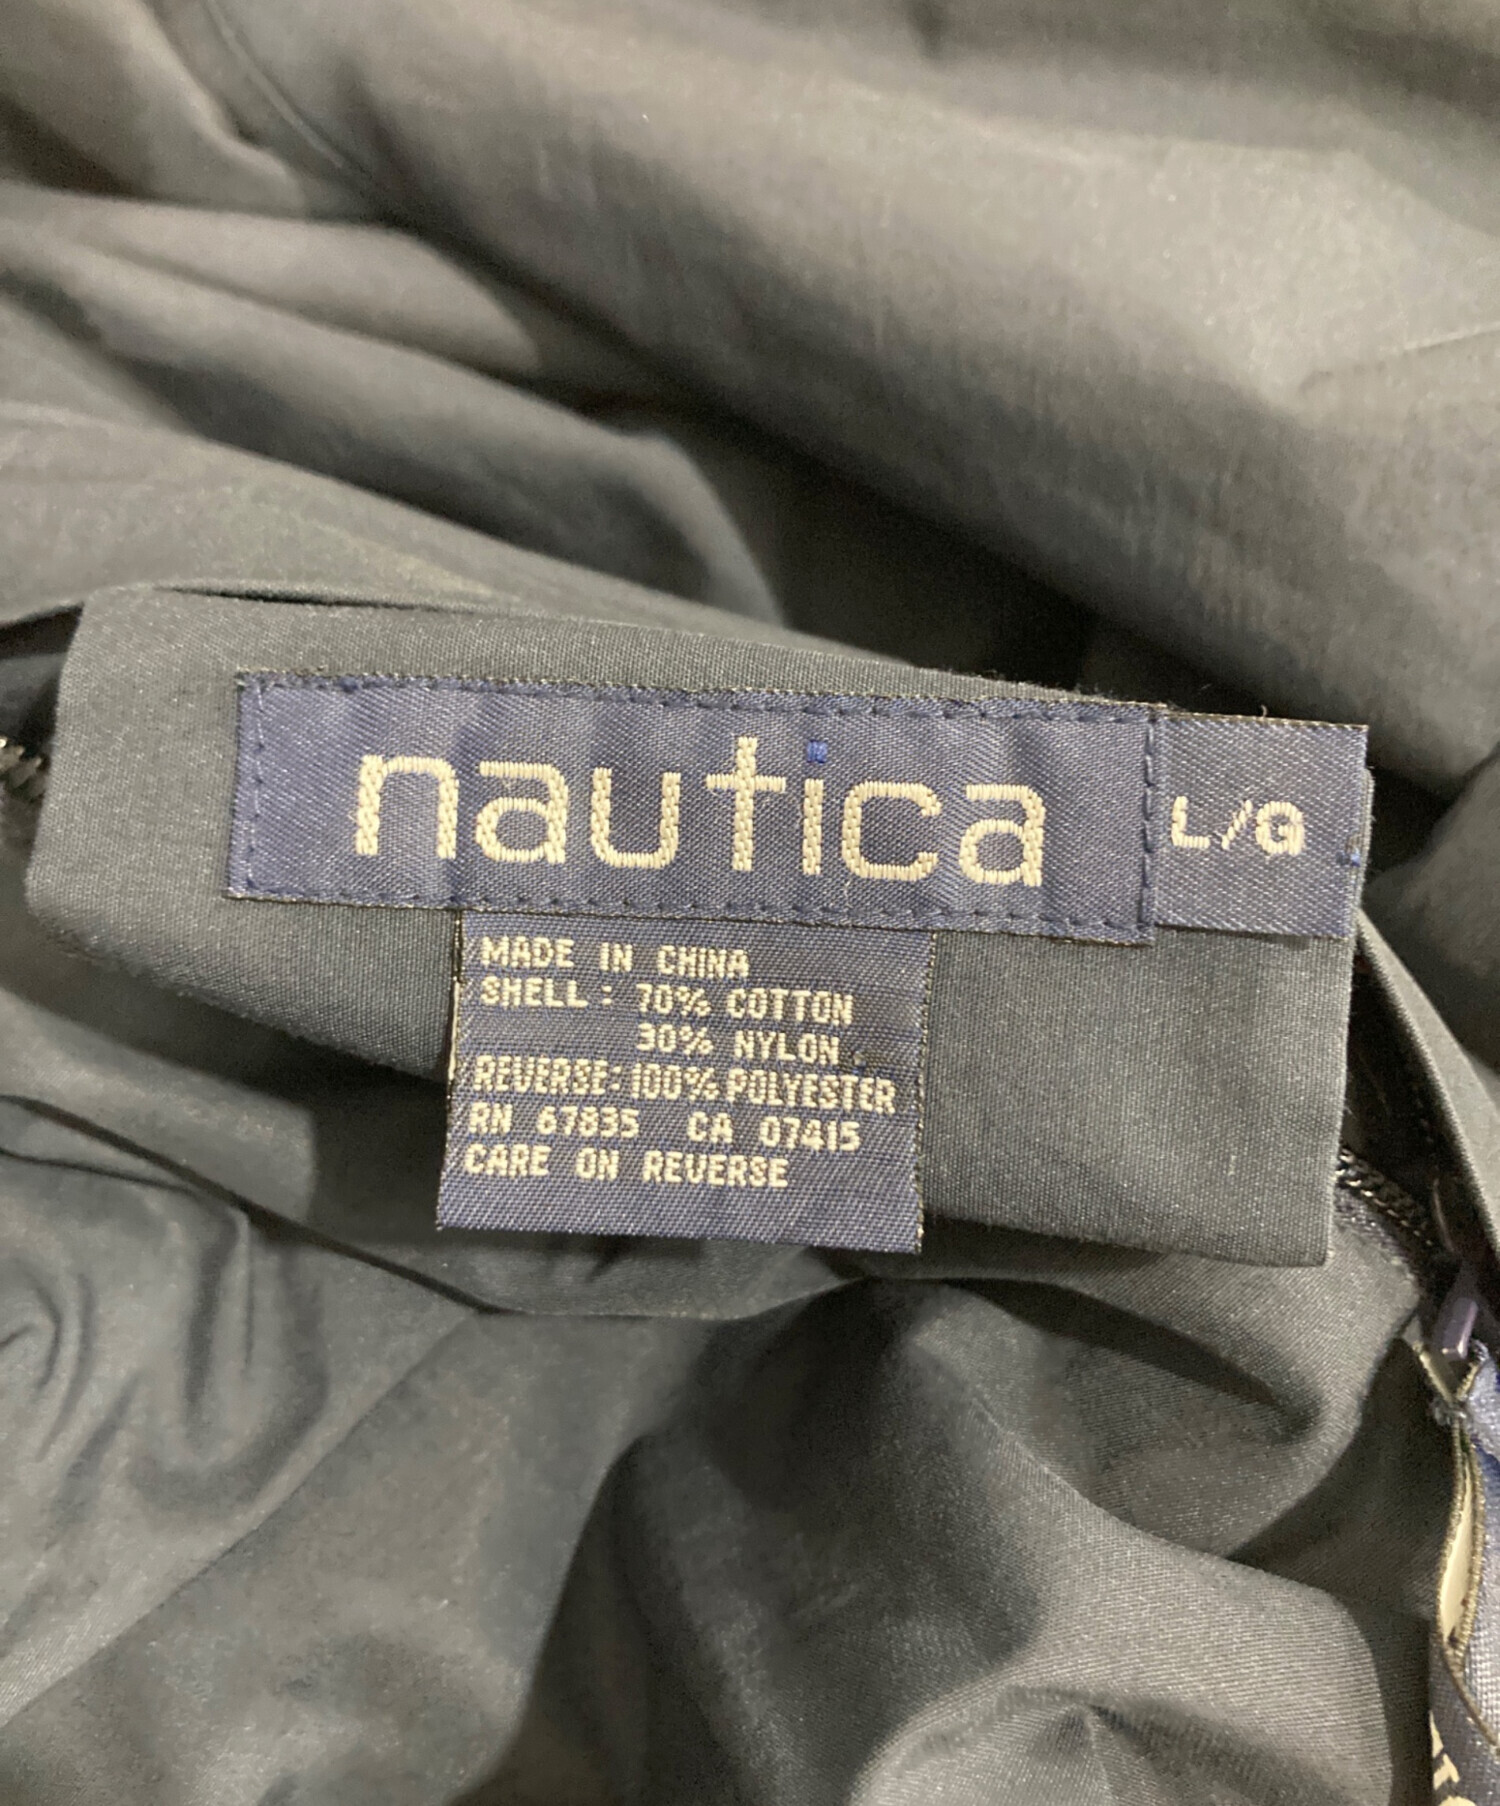 nautica L/G
MADE IN CHINA
SHELL: 70% COTTON
30% NYLON
REVERSE: 100% POLYESTER
RN 67835 CA 07415
CARE ON REVERSE